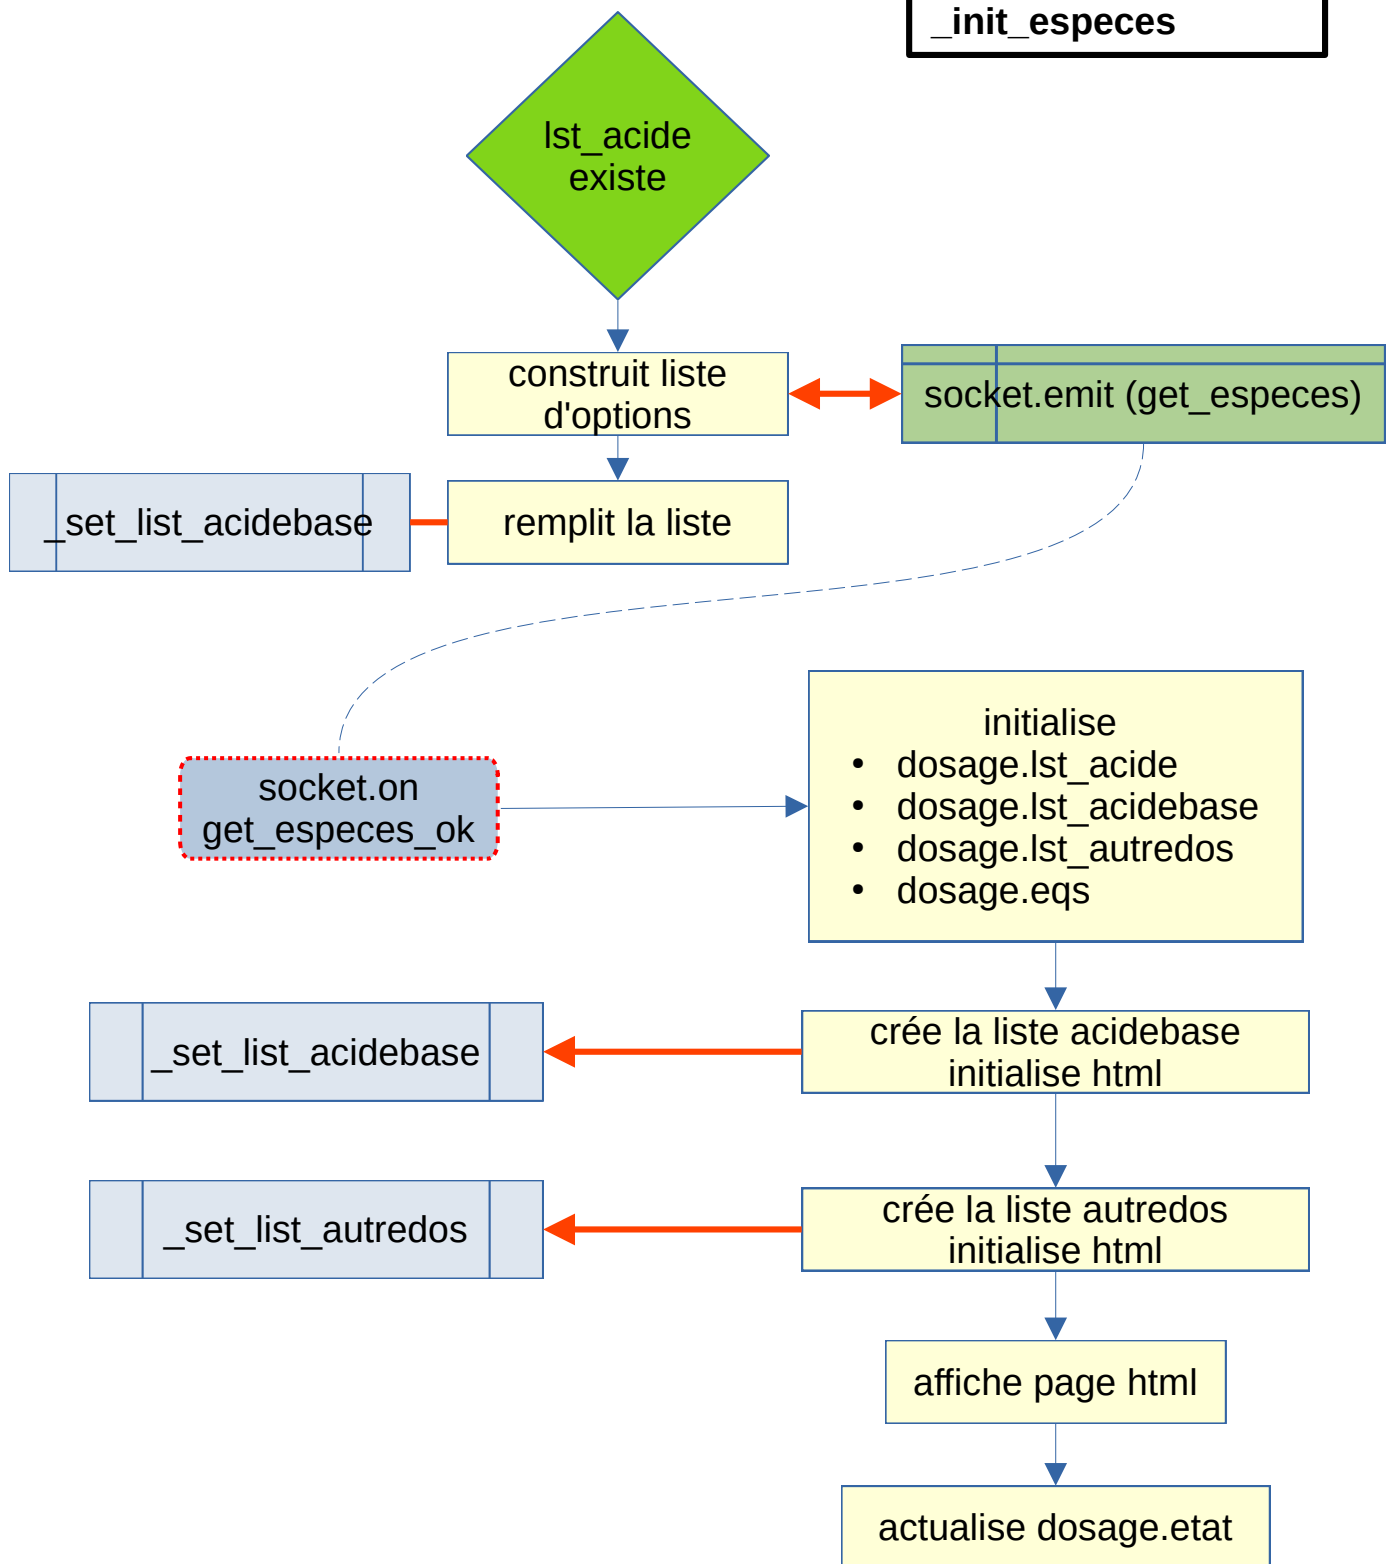 _init_especes
lst_acide
existe
construit liste
d'options
socket.emit (get_especes)
_set_list_acidebase
remplit la liste
initialise
• dosage.lst_acide
• dosage.lst_acidebase
• dosage.lst_autredos
• dosage.eqs
socket.on
get_especes_ok
_set_list_acidebase
crée la liste acidebase
initialise html
_set_list_autredos
crée la liste autredos
initialise html
affiche page html
actualise dosage.etat